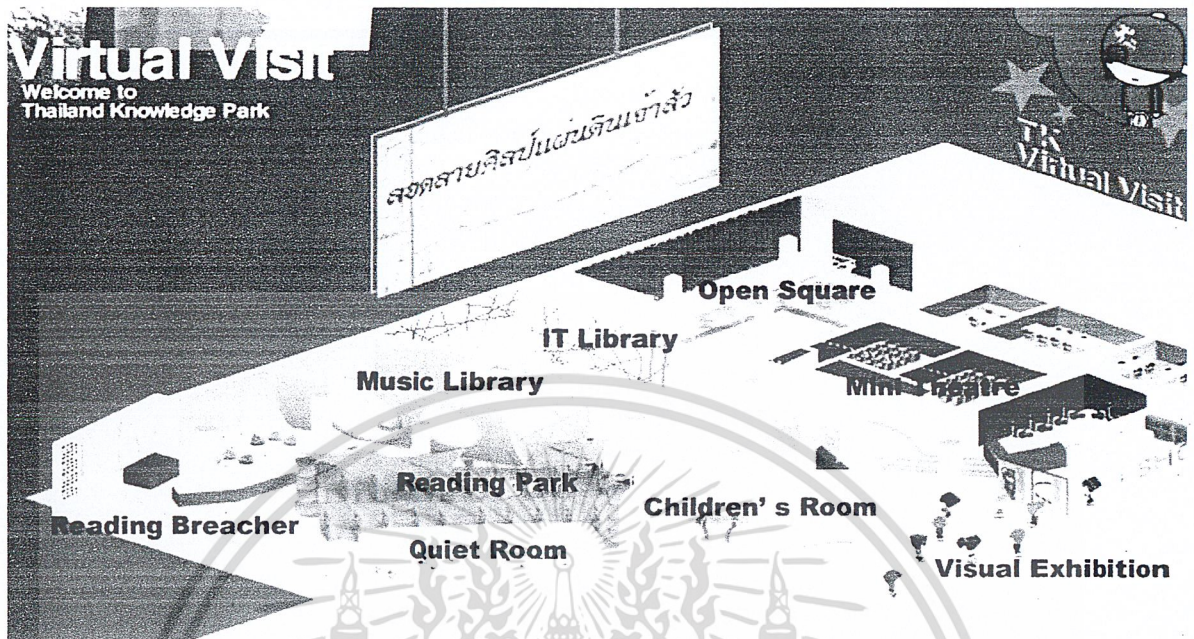 Virtual Visit
Welcome to
Thailand Knowledge Park
ลวดลายศิลป์แผ่นดินเจ้าสัว
TK
Virtual Visit
Open Square
IT Library
Music Library
Mini Theatre
Reading Park
Children' s Room
Reading Breacher
Quiet Room
Visual Exhibition